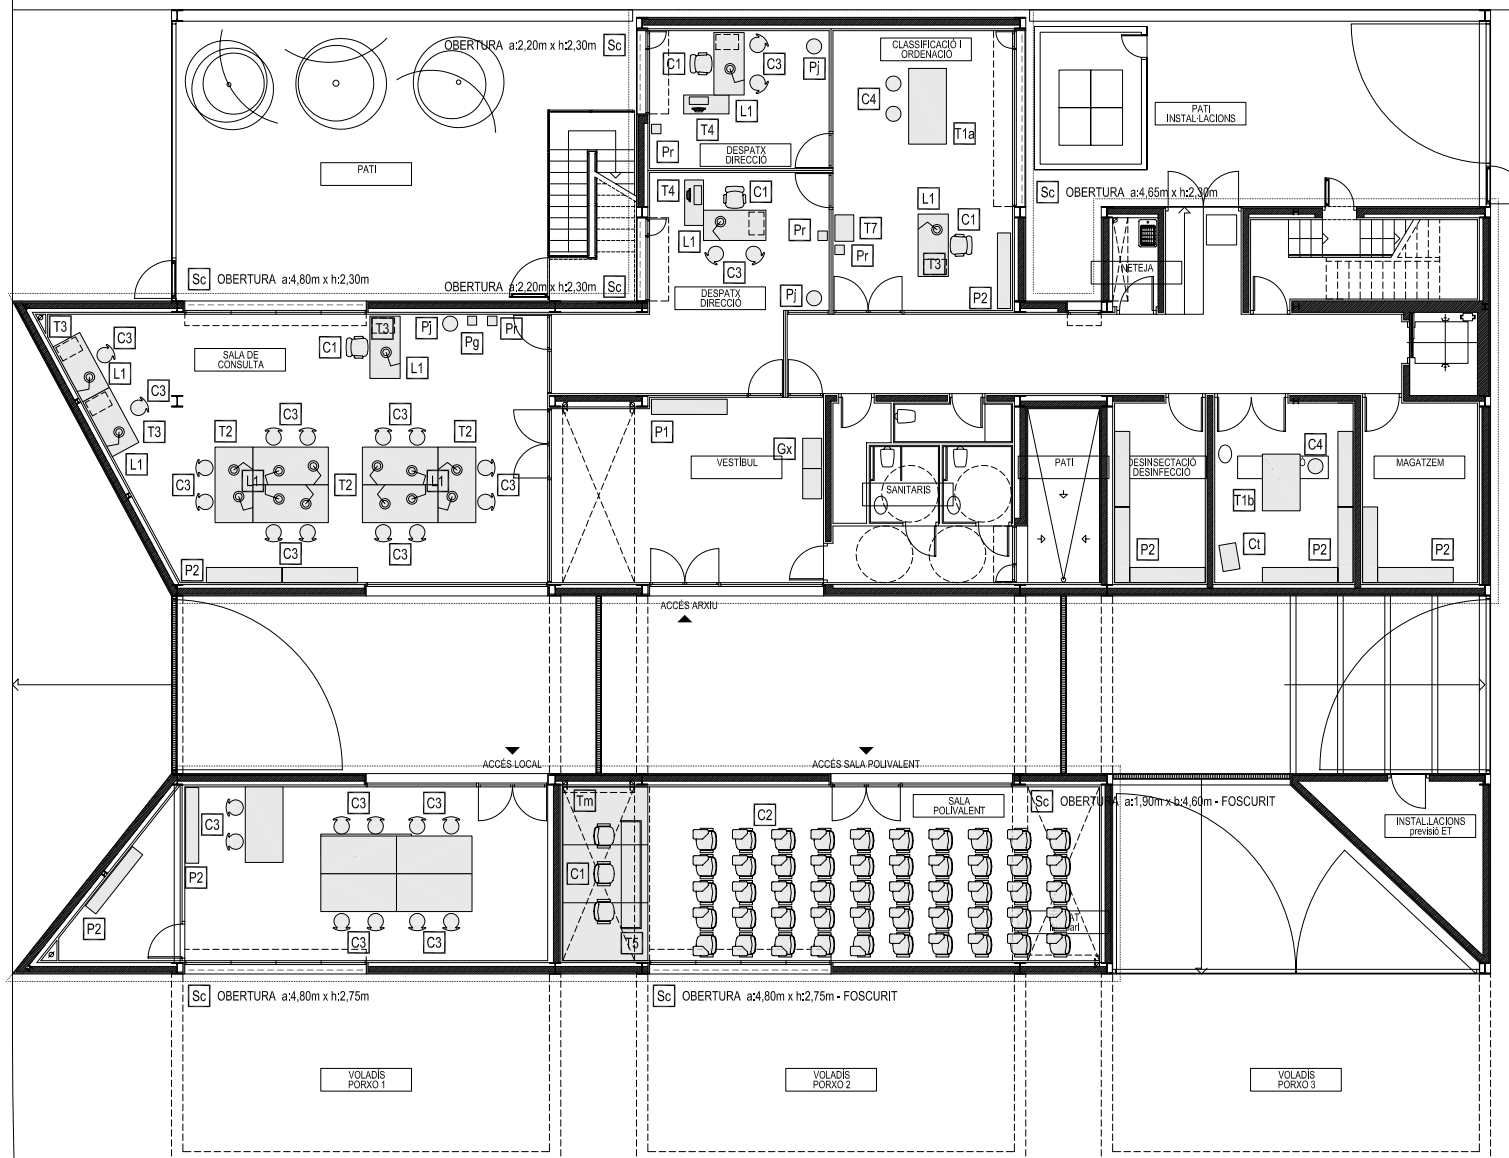 OBERTURA a:2,20m x h:2,30m
Sc
C1
C3
Pj
L1
T4
Pr
DESPATX
DIRECCIÓ
CLASSIFICACIÓ I
ORDENACIÓ
C4
T1a
PATI
INSTAL·LACIONS
PATI
Sc
OBERTURA a:4,65m x h:2,30m
T4
C1
L1
Pr
C3
Pj
DESPATX
DIRECCIÓ
L1
C1
T7
Pr
T3
P2
NETEJA
Sc
OBERTURA a:4,80m x h:2,30m
OBERTURA a:2,20m x h:2,30m
Sc
T3
C3
L1
C3
T3
L1
SALA DE
CONSULTA
C1
T3
L1
Pj
Pg
Pr
C3
C3
T2
T2
C3
L1
T2
L1
C3
C3
C3
P2
P1
VESTÍBUL
Gx
SANITARIS
PATI
DESINSECTACIÓ
DESINFECCIÓ
P2
C4
T1b
Ct
P2
MAGATZEM
P2
ACCÉS ARXIU
ACCÉS LOCAL
ACCÉS SALA POLIVALENT
C3
C3
C3
P2
P2
C3
C3
Tm
C1
T5
C2
SALA
POLIVALENT
Sc
OBERTURA a:1,90m x b:4,60m - FOSCURIT
INSTAL.LACIONS
previsió ET
Sc
OBERTURA a:4,80m x h:2,75m
Sc
OBERTURA a:4,80m x h:2,75m - FOSCURIT
VOLADÍS
PORXO 1
VOLADÍS
PORXO 2
VOLADÍS
PORXO 3